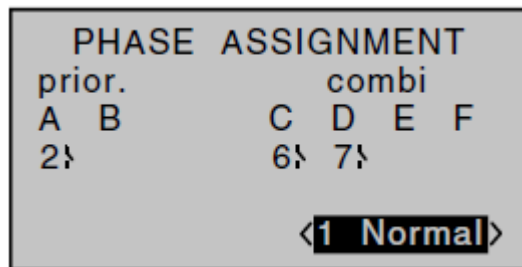 PHASE ASSIGNMENT
prior. combi
A B C D E F
2 6 7
<1 Normal>